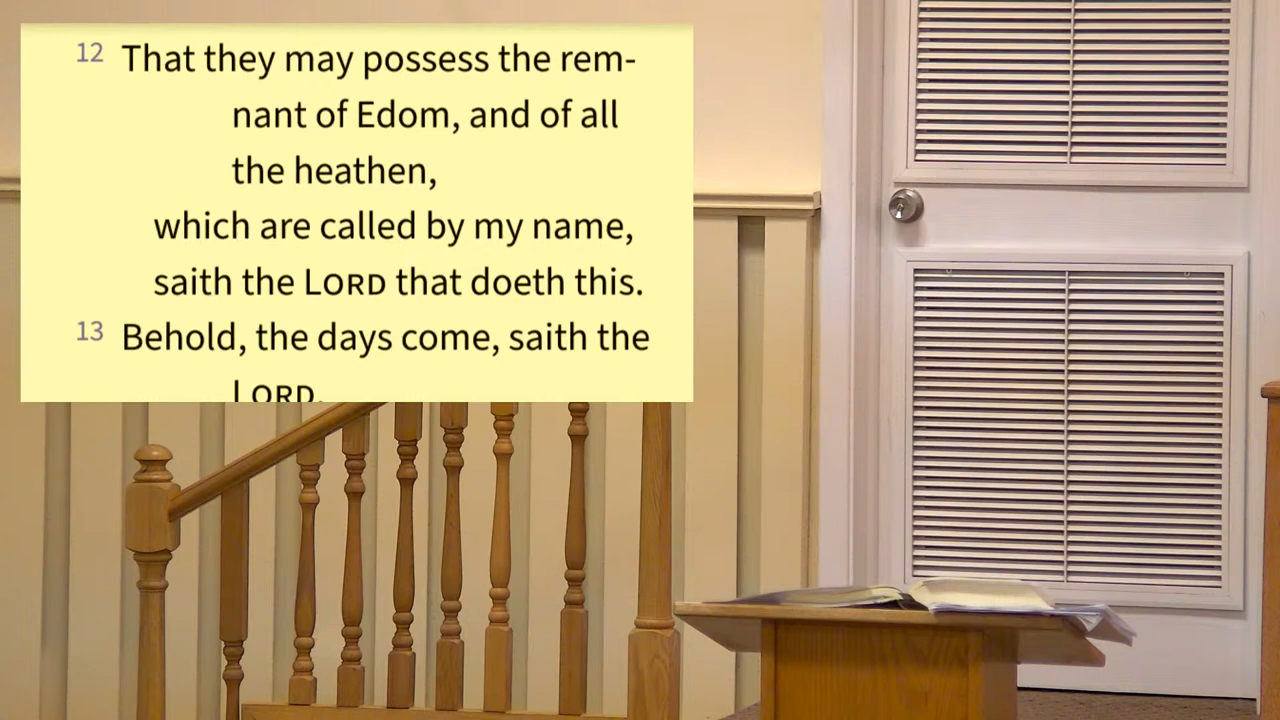 12 That they may possess the rem-
nant of Edom, and of all
the heathen,
which are called by my name,
saith the LORD that doeth this.
13 Behold, the days come, saith the
LORD,